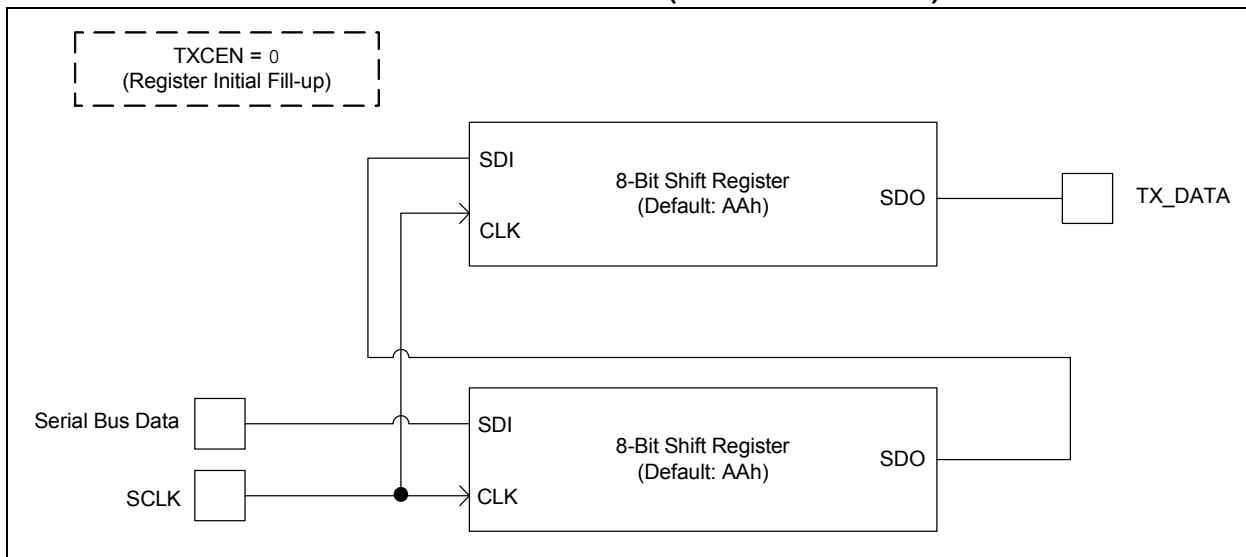 TXCEN = 0
(Register Initial Fill-up)
SDI
8-Bit Shift Register
(Default: AAh)
SDO
CLK
TX_DATA
Serial Bus Data
SDI
8-Bit Shift Register
(Default: AAh)
SDO
SCLK
CLK